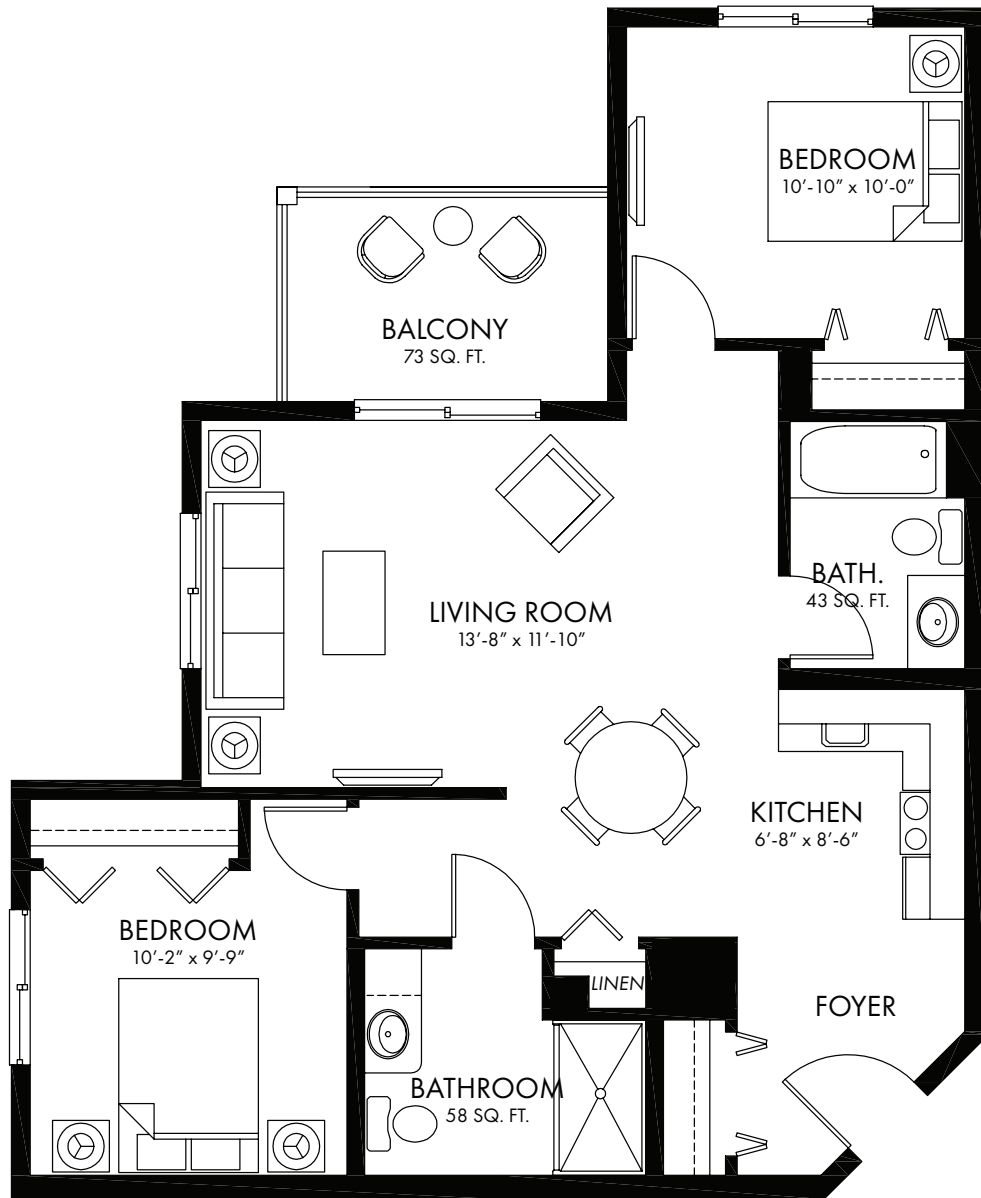 BEDROOM
10’-10” x 10’-0”
BALCONY
73 SQ. FT.
BATH.
43 SQ. FT.
LIVING ROOM
13’-8” x 11’-10”
KITCHEN
6’-8” x 8’-6”
BEDROOM
10’-2” x 9’-9”
LINEN
FOYER
BATHROOM
58 SQ. FT.